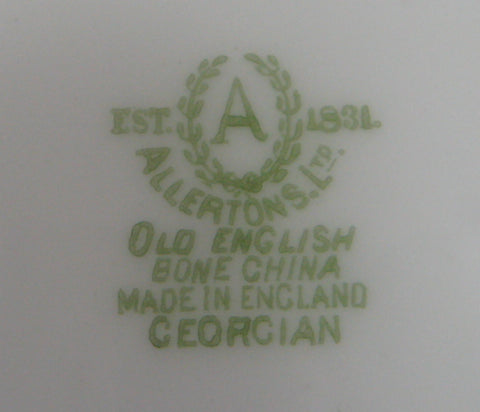 A
EST. 1831.
ALLERTONS. LTD.
OLD ENGLISH
BONE CHINA
MADE IN ENGLAND
GEORGIAN